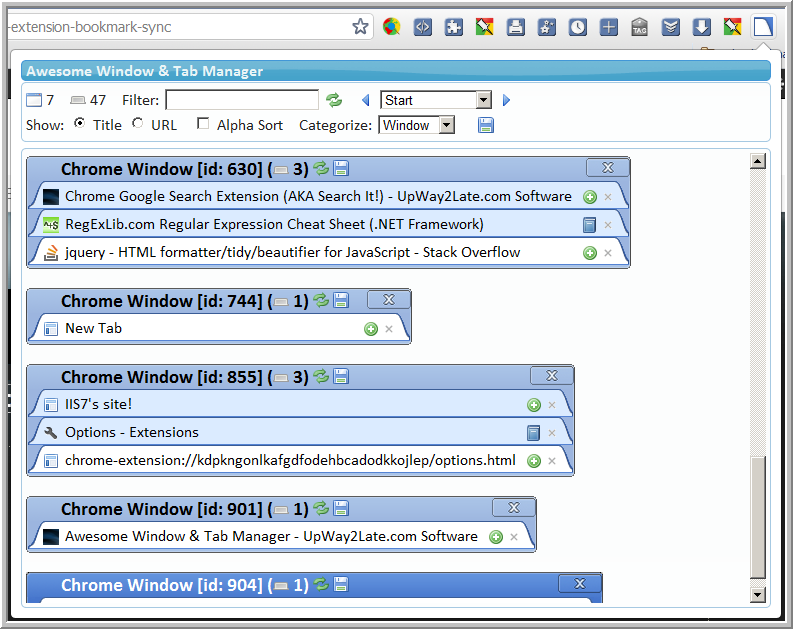 -extension-bookmark-sync
TAG
Awesome Window & Tab Manager
7 47 Filter: Start
Show: Title URL Alpha Sort Categorize: Window
Chrome Window [id: 630] ( 3)
Chrome Google Search Extension (AKA Search It!) - UpWay2Late.com Software
RegExLib.com Regular Expression Cheat Sheet (.NET Framework)
jquery - HTML formatter/tidy/beautifier for JavaScript - Stack Overflow
Chrome Window [id: 744] ( 1)
New Tab
Chrome Window [id: 855] ( 3)
IIS7's site!
Options - Extensions
chrome-extension://kdpkngonlkafgdfodehbcadodkkojlep/options.html
Chrome Window [id: 901] ( 1)
Awesome Window & Tab Manager - UpWay2Late.com Software
Chrome Window [id: 904] ( 1)